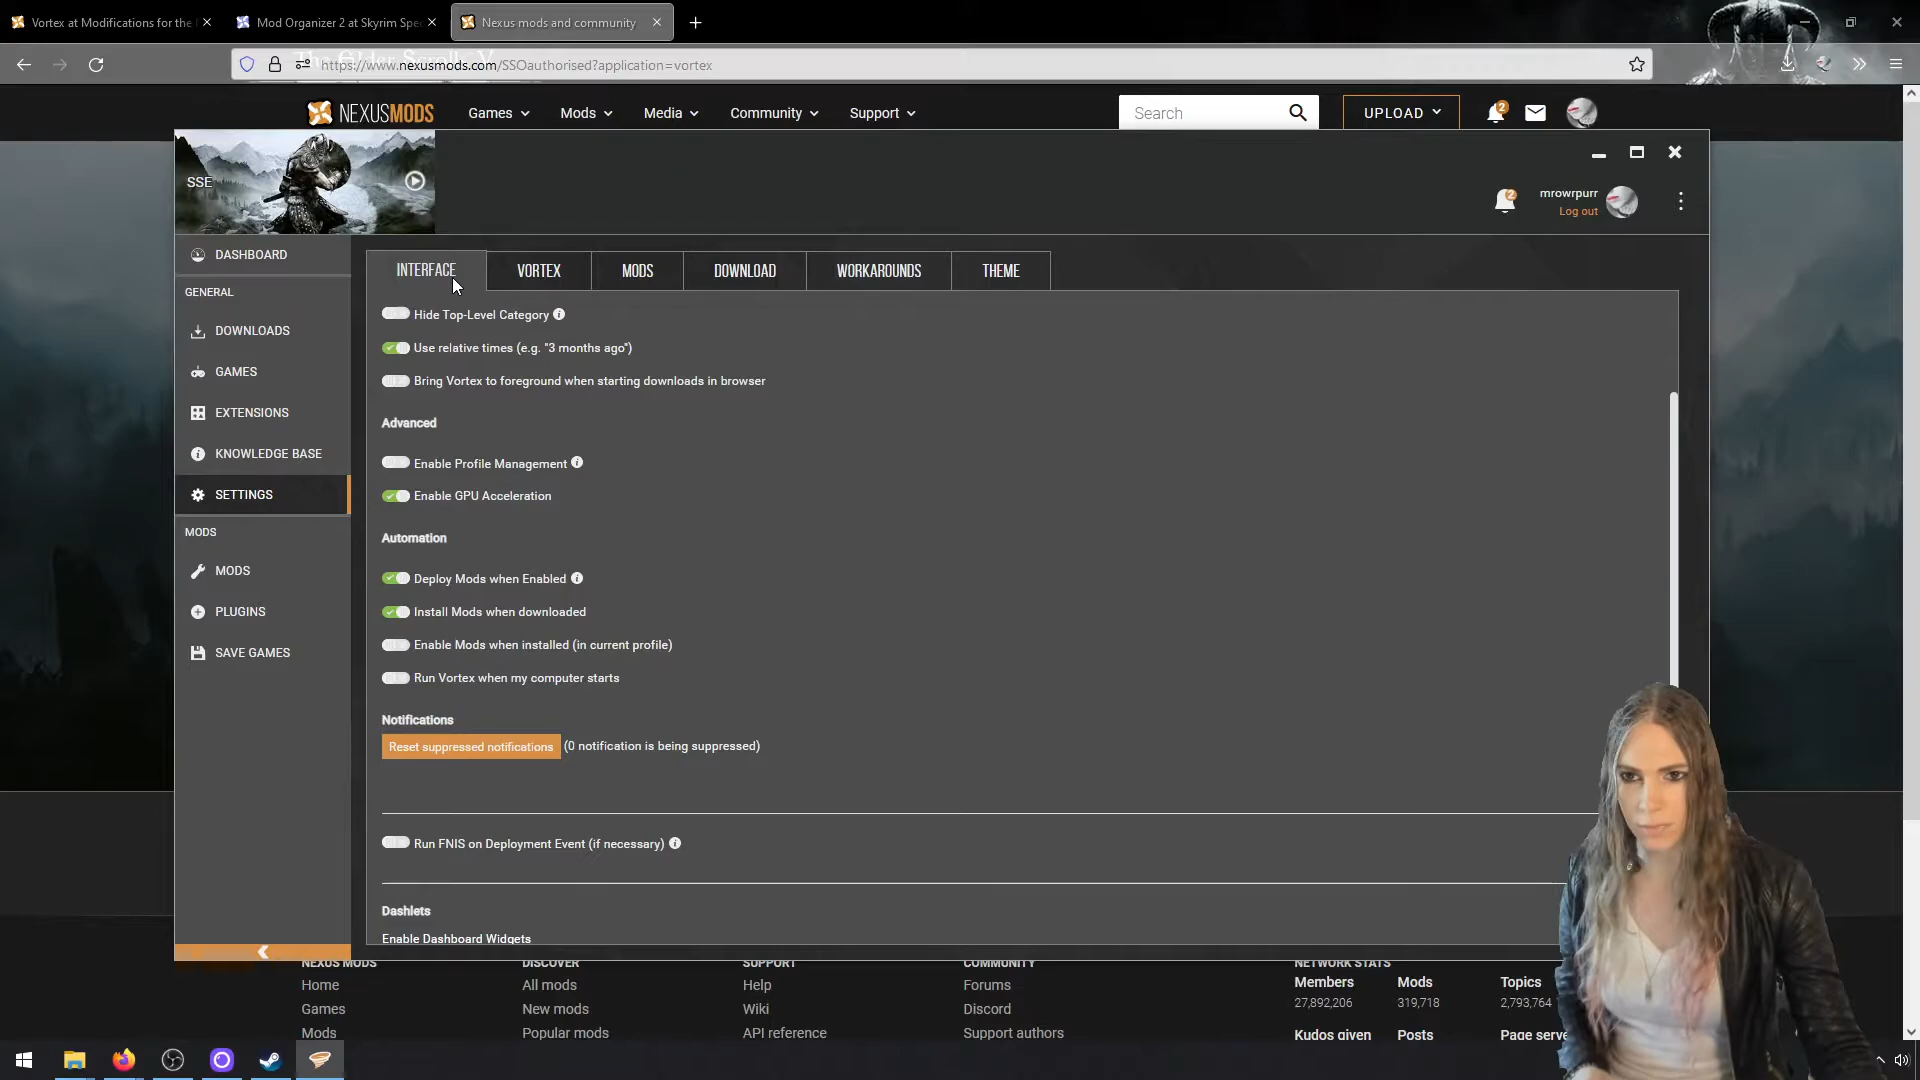 Vortex at Modifications for the
Mod Organizer 2 at Skyrim Spe
Nexus mods and community
https://www.nexusmods.com/SSOauthorised?application=vortex
NEXUSMODS
Games
Mods
Media
Community
Support
Search
UPLOAD
2
SSE
2
mrowrpurr
Log out
DASHBOARD
GENERAL
DOWNLOADS
GAMES
EXTENSIONS
KNOWLEDGE BASE
SETTINGS
MODS
MODS
PLUGINS
SAVE GAMES
INTERFACE
VORTEX
MODS
DOWNLOAD
WORKAROUNDS
THEME
Hide Top-Level Category
Use relative times (e.g. "3 months ago")
Bring Vortex to foreground when starting downloads in browser
Advanced
Enable Profile Management
Enable GPU Acceleration
Automation
Deploy Mods when Enabled
Install Mods when downloaded
Enable Mods when installed (in current profile)
Run Vortex when my computer starts
Notifications
Reset suppressed notifications (0 notification is being suppressed)
Run FNIS on Deployment Event (if necessary)
Dashlets
Enable Dashboard Widgets
NEXUS MODS
Home
Games
Mods
DISCOVER
All mods
New mods
Popular mods
SUPPORT
Help
Wiki
API reference
COMMUNITY
Forums
Discord
Support authors
NETWORK STATS
Members
27,892,206
Mods
319,718
Topics
2,793,764
Kudos given
Posts
Page serve